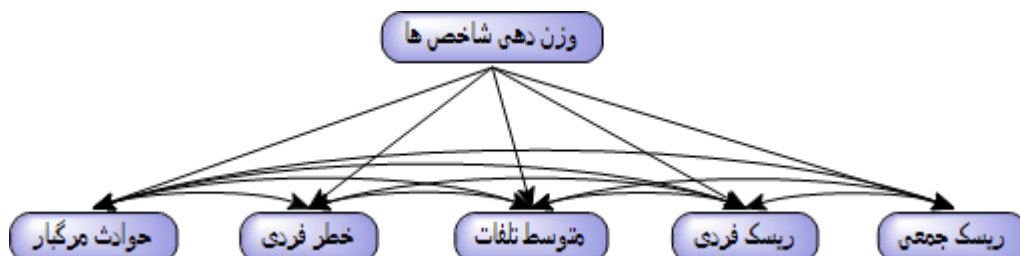 وزن دهی شاخص ها
ریسک جمعی
ریسک فردی
متوسط تلفات
خطر فردی
حوادث مرگبار